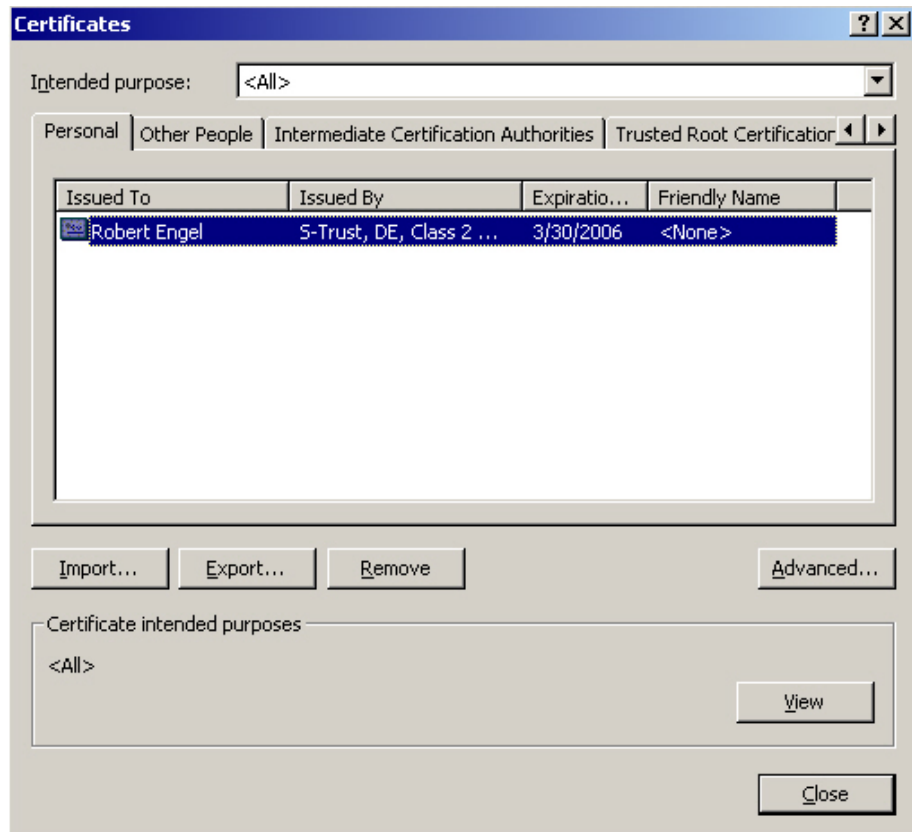 Certificates
Intended purpose: <All>
Personal Other People Intermediate Certification Authorities Trusted Root Certification
Issued To Issued By Expiratio... Friendly Name
Robert Engel S-Trust, DE, Class 2 ... 3/30/2006 <None>
Import... Export... Remove Advanced...
Certificate intended purposes
<All>
View
Close